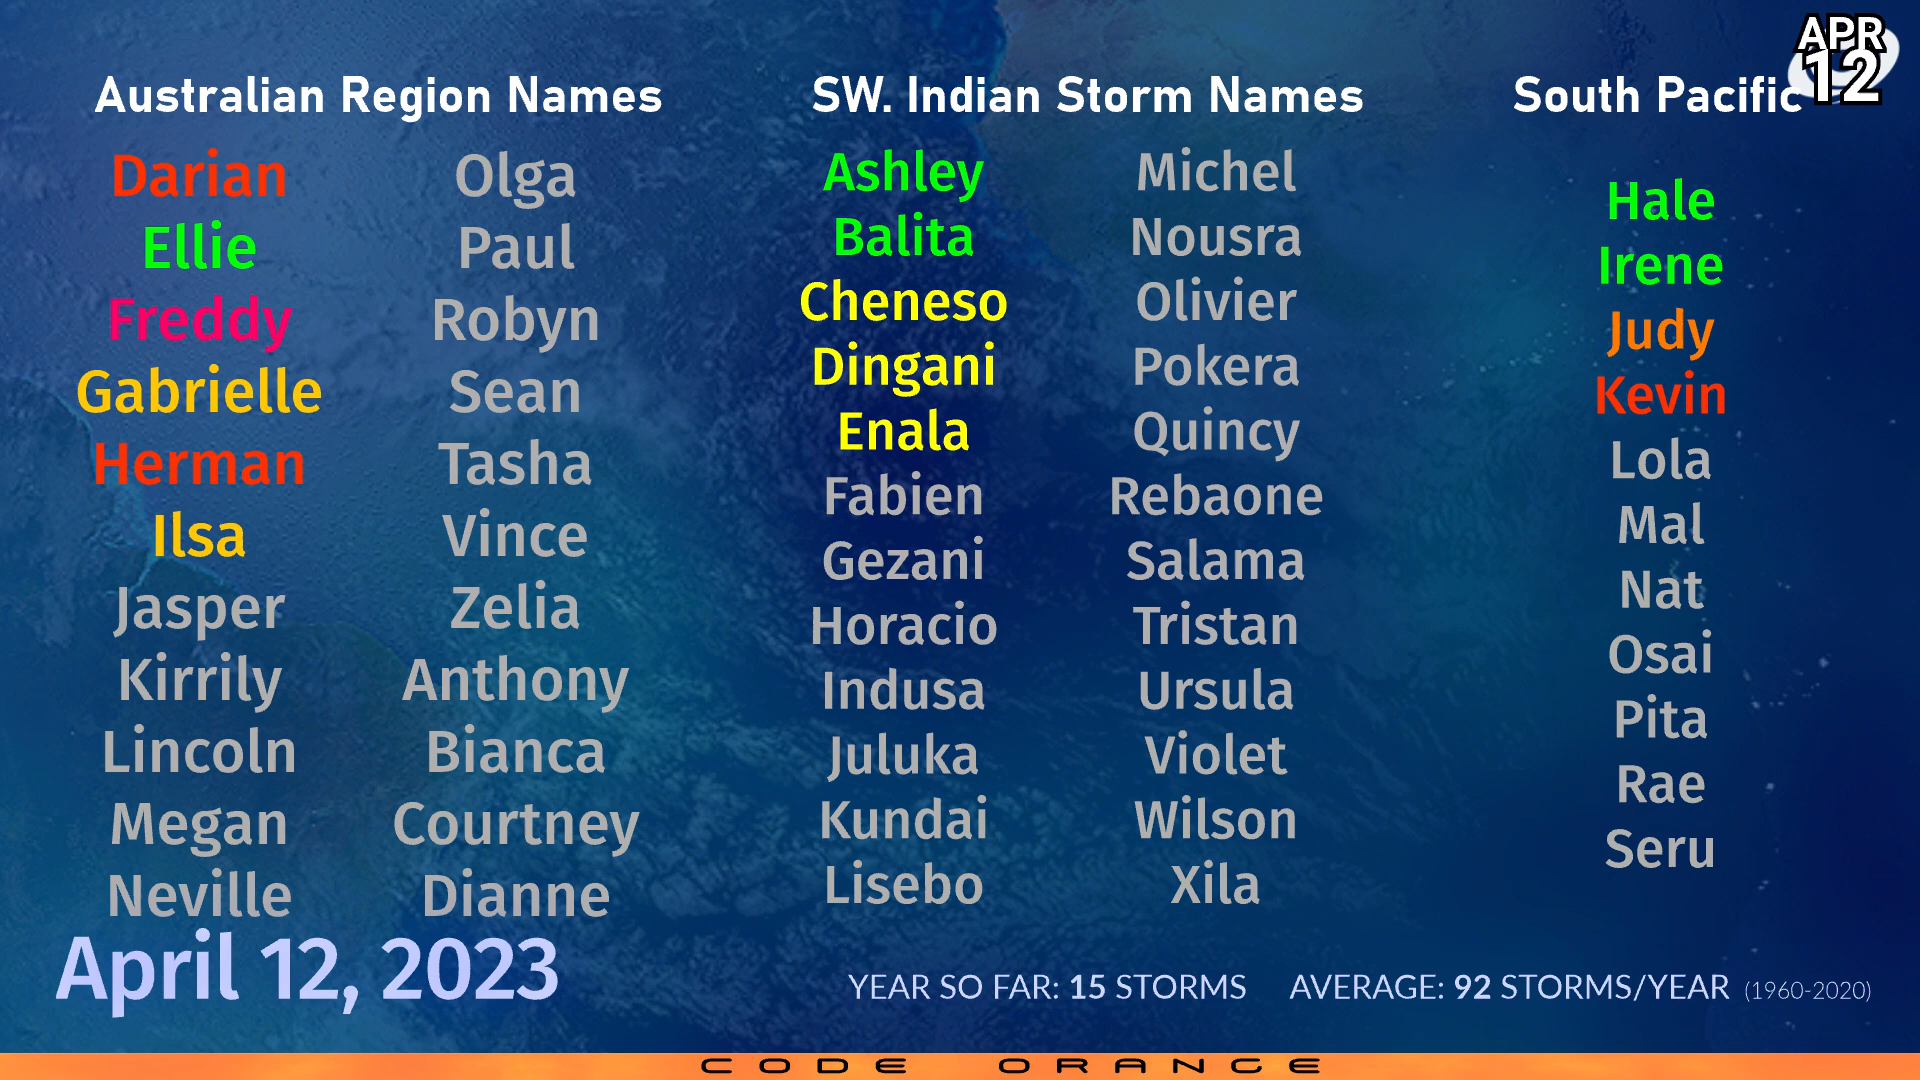 APR
12
Australian Region Names
Darian
Ellie
Freddy
Gabrielle
Herman
Ilsa
Jasper
Kirrily
Lincoln
Megan
Neville
Olga
Paul
Robyn
Sean
Tasha
Vince
Zelia
Anthony
Bianca
Courtney
Dianne
SW. Indian Storm Names
Ashley
Balita
Cheneso
Dingani
Enala
Fabien
Gezani
Horacio
Indusa
Juluka
Kundai
Lisebo
Michel
Nousra
Olivier
Pokera
Quincy
Rebaone
Salama
Tristan
Ursula
Violet
Wilson
Xila
South Pacific
Hale
Irene
Judy
Kevin
Lola
Mal
Nat
Osai
Pita
Rae
Seru
April 12, 2023
YEAR SO FAR: 15 STORMS AVERAGE: 92 STORMS/YEAR (1960-2020)
CODE ORANGE